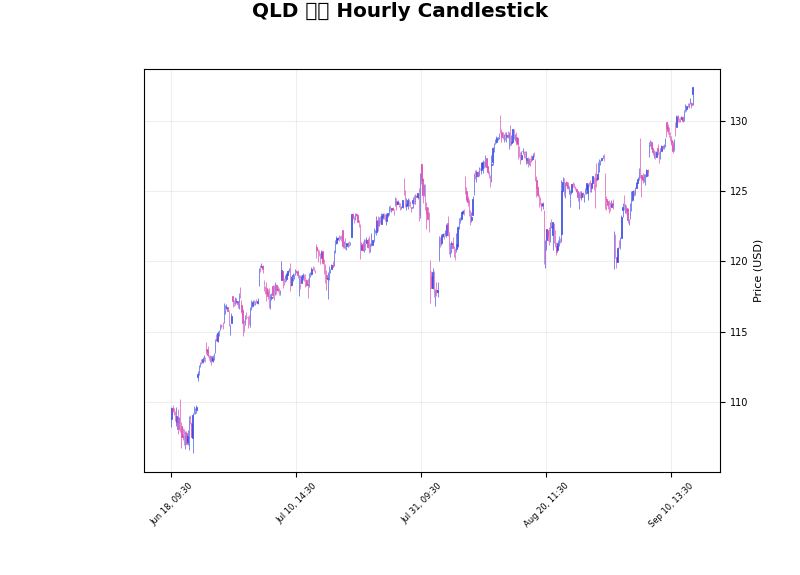 QLD Hourly Candlestick
130
125
120
115
110
Price (USD)
Jun 18, 09:30
Jul 10, 14:30
Jul 31, 09:30
Aug 20, 11:30
Sep 10, 13:30